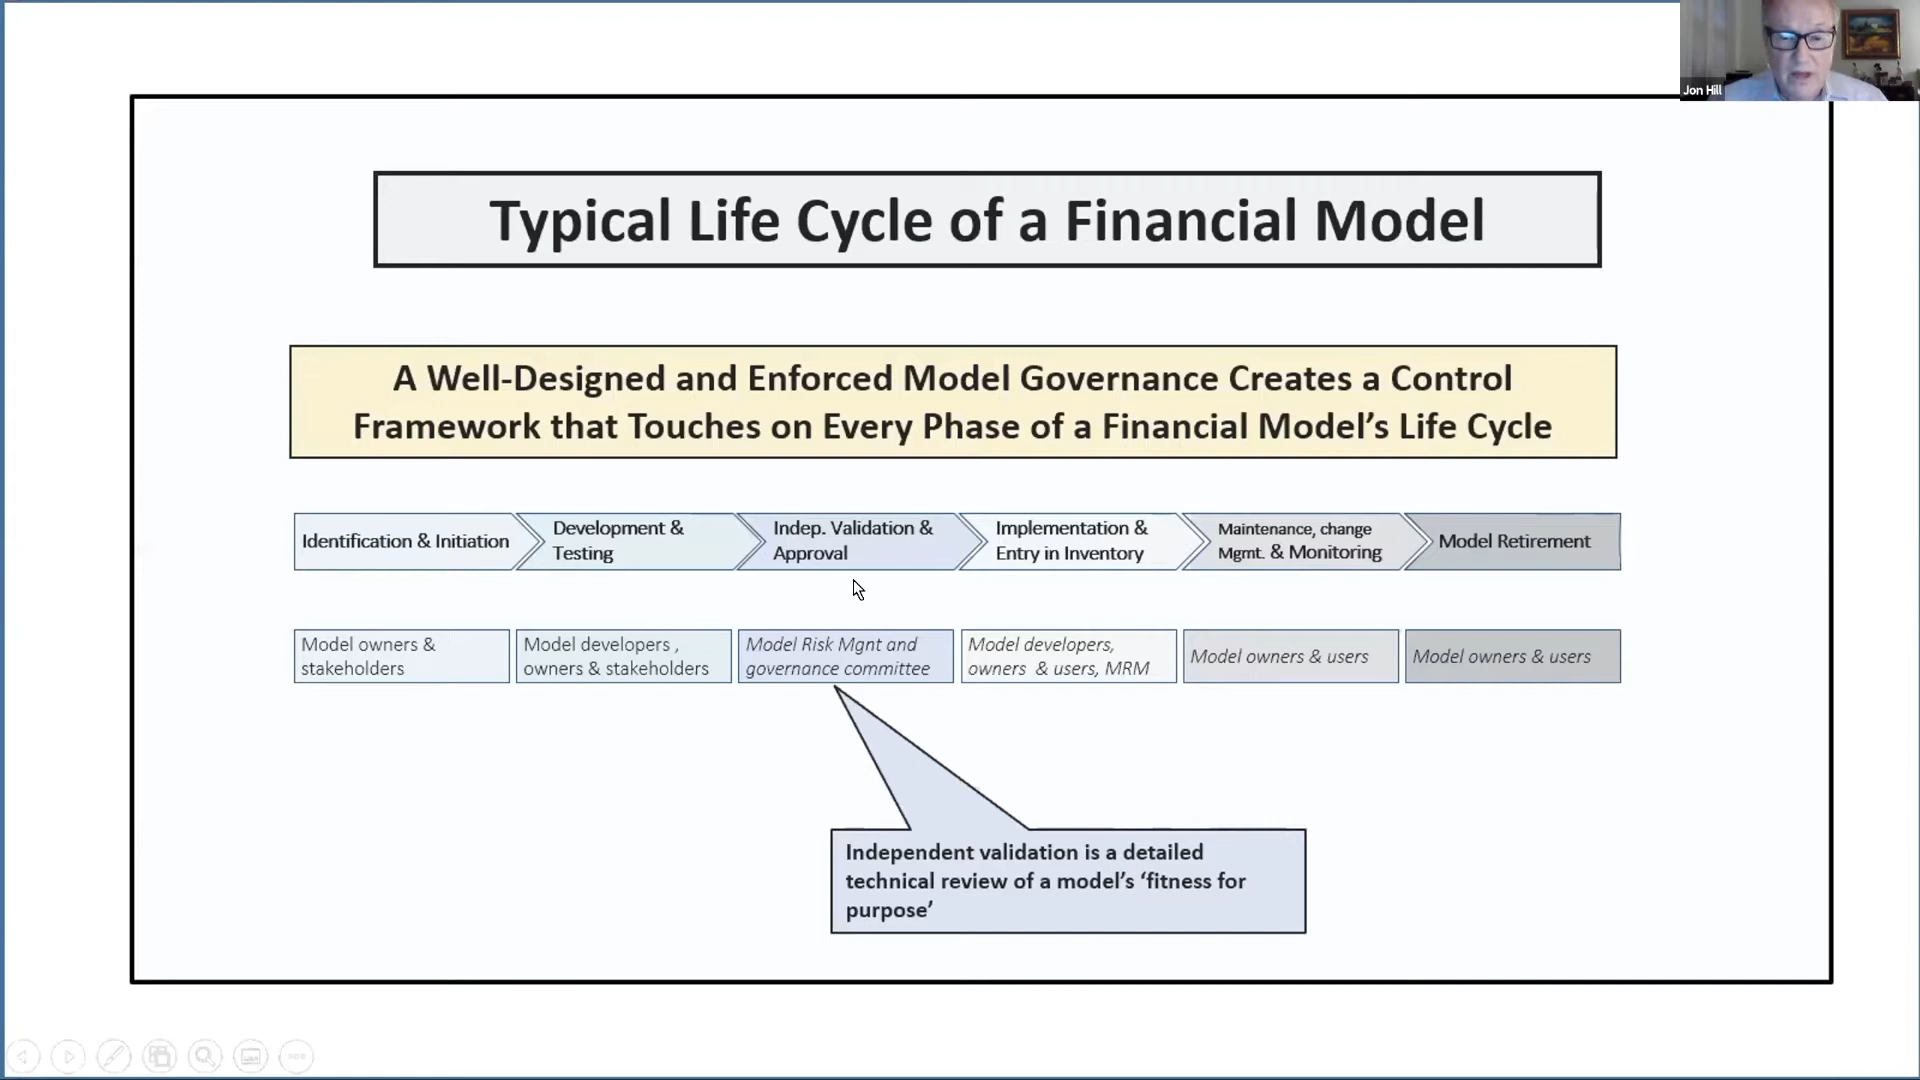 Jon Hill
Typical Life Cycle of a Financial Model
A Well-Designed and Enforced Model Governance Creates a Control
Framework that Touches on Every Phase of a Financial Model’s Life Cycle
Identification & Initiation
Development &
Testing
Indep. Validation &
Approval
Implementation &
Entry in Inventory
Maintenance, change
Mgmt. & Monitoring
Model Retirement
Model owners &
stakeholders
Model developers ,
owners & stakeholders
Model Risk Mgnt and
governance committee
Model developers,
owners & users, MRM
Model owners & users
Model owners & users
Independent validation is a detailed
technical review of a model’s ‘fitness for
purpose’